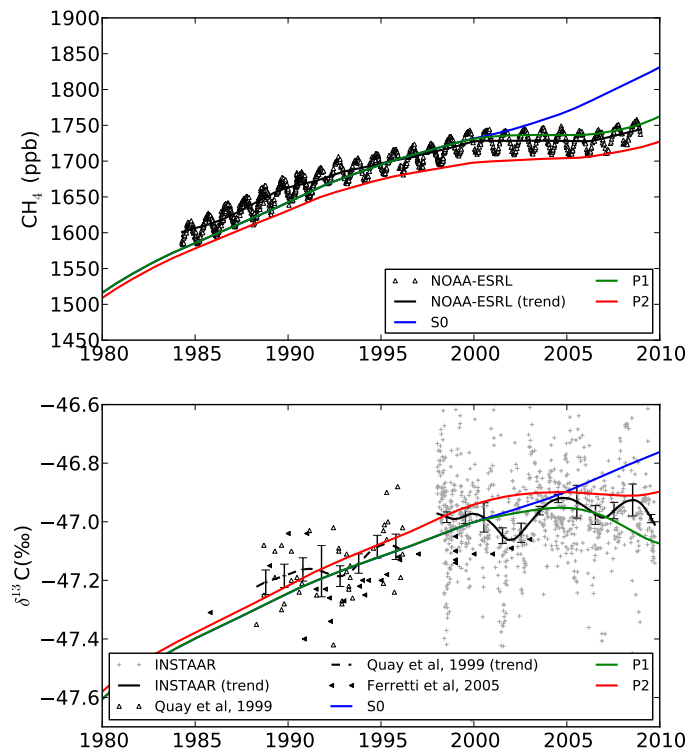 1900
1850
1800
1750
1700
1650
1600
1550
1500
1450
CH4 (ppb)
NOAA-ESRL
NOAA-ESRL (trend)
S0
P1
P2
1980 1985 1990 1995 2000 2005 2010
−46.6
−46.8
−47.0
−47.2
−47.4
−47.6
δ13C(‰)
INSTAAR
INSTAAR (trend)
Quay et al, 1999
Quay et al, 1999 (trend)
Ferretti et al, 2005
S0
P1
P2
1980 1985 1990 1995 2000 2005 2010